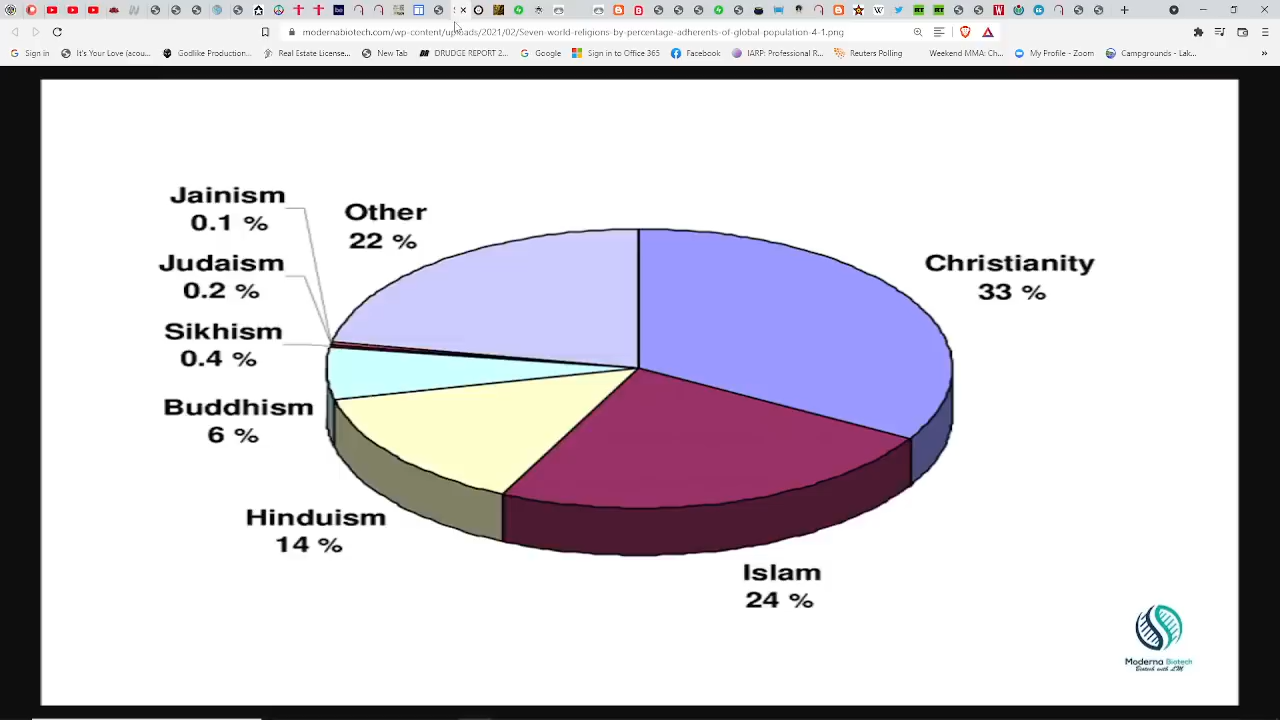 modernabiotech.com/wp-content/uploads/2021/02/Seven-world-religions-by-percentage-adherents-of-global-population-4-1.png
Sign in It's Your Love (acou... Godlike Production... New Tab DRUDGE REPORT 2... Google Sign in to Office 365 Facebook IARP: Professional R... Reuters Polling Weekend MMA: Ch... My Profile - Zoom Campgrounds - Lak...
Jainism
0.1 %
Other
22 %
Judaism
0.2 %
Christianity
33 %
Sikhism
0.4 %
Buddhism
6 %
Hinduism
14 %
Islam
24 %
Moderna Biotech
Biotech with LM